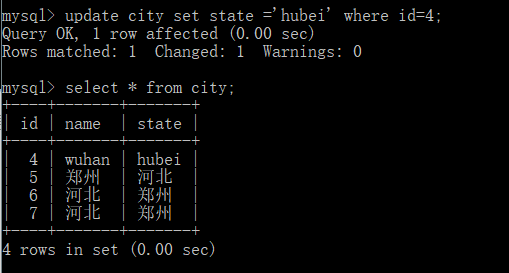 mysql> update city set state ='hubei' where id=4;
Query OK, 1 row affected (0.00 sec)
Rows matched: 1  Changed: 1  Warnings: 0

mysql> select * from city;
+----+-------+-------+
| id | name  | state |
+----+-------+-------+
|  4 | wuhan | hubei |
|  5 | 郑州  | 河北  |
|  6 | 河北  | 郑州  |
|  7 | 河北  | 郑州  |
+----+-------+-------+
4 rows in set (0.00 sec)